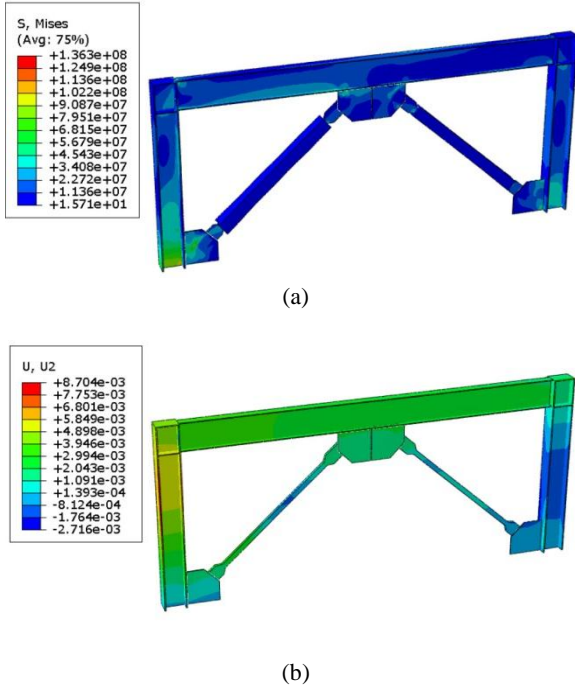 S, Mises
(Avg: 75%)
+1.363e+08
+1.249e+08
+1.136e+08
+1.022e+08
+9.087e+07
+7.951e+07
+6.815e+07
+5.679e+07
+4.543e+07
+3.408e+07
+2.272e+07
+1.136e+07
+1.571e+01
(a)
U, U2
+8.704e-03
+7.753e-03
+6.801e-03
+5.849e-03
+4.898e-03
+3.946e-03
+2.994e-03
+2.043e-03
+1.091e-03
+1.393e-04
-8.124e-04
-1.764e-03
-2.716e-03
(b)